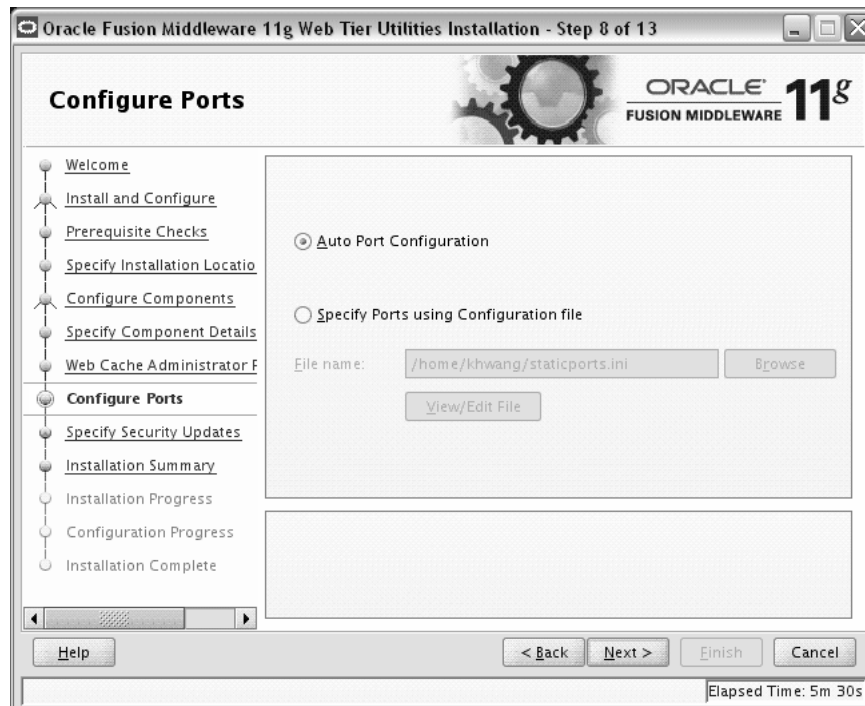 Oracle Fusion Middleware 11g Web Tier Utilities Installation - Step 8 of 13
Configure Ports
ORACLE
FUSION MIDDLEWARE
11g
Welcome
Install and Configure
Prerequisite Checks
Specify Installation Locatio
Configure Components
Specify Component Details
Web Cache Administrator P
Configure Ports
Specify Security Updates
Installation Summary
Installation Progress
Configuration Progress
Installation Complete
Auto Port Configuration
Specify Ports using Configuration file
File name: /home/khwang/staticports.ini Browse
View/Edit File
Help < Back Next > Finish Cancel
Elapsed Time: 5m 30s